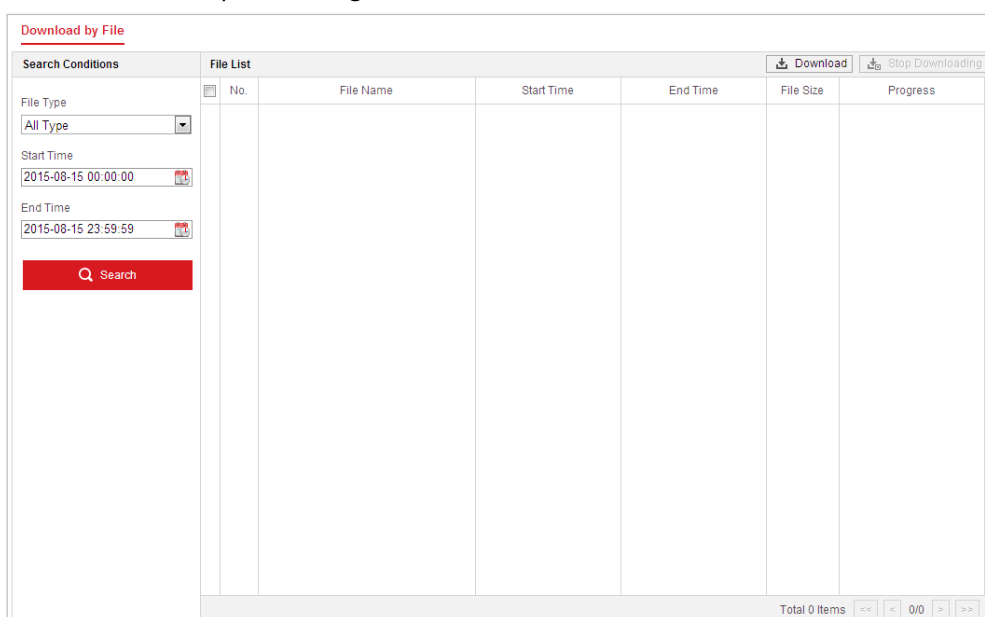 Download by File
Search Conditions
File List
Download
Stop Downloading
No.
File Name
Start Time
End Time
File Size
Progress
File Type
All Type
Start Time
2015-08-15 00:00:00
End Time
2015-08-15 23:59:59
Search
Total 0 Items
<<
<
0/0
>
>>